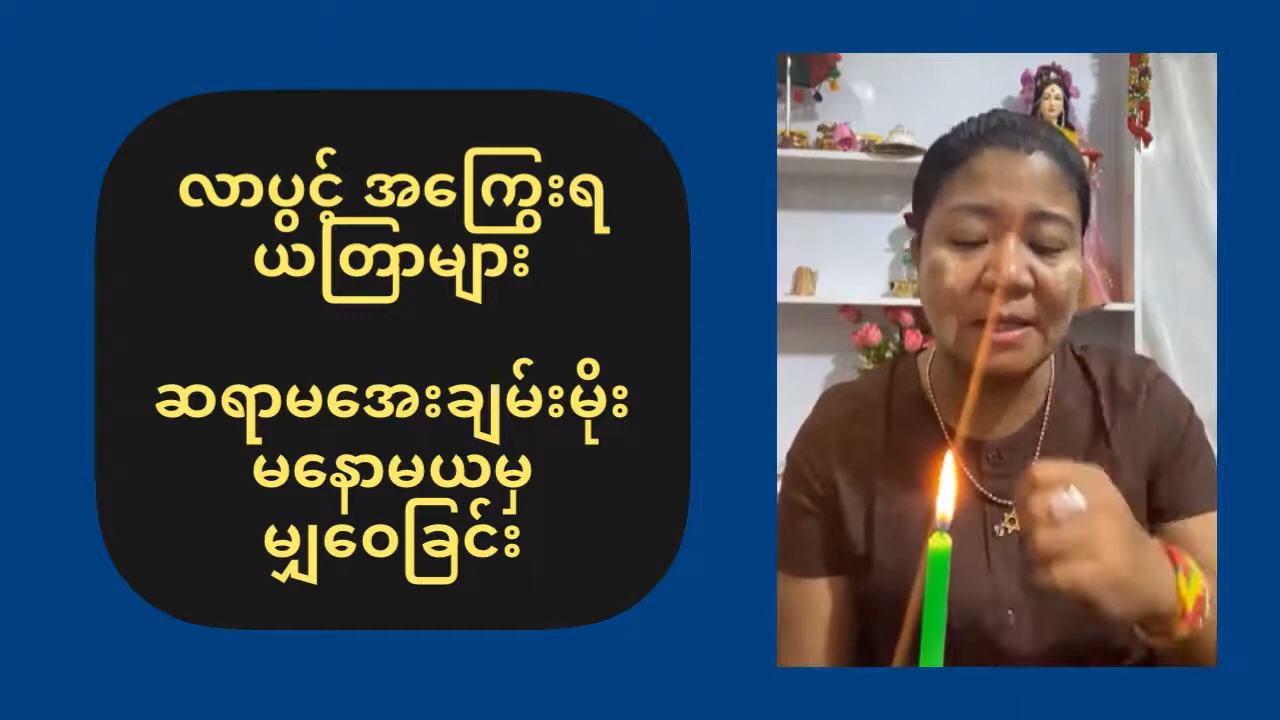 လာပွင့် အကြွေးရ
ယတြာများ
ဆရာမအေးချမ်းမိုး
မနောမယမှ
မျှဝေခြင်း